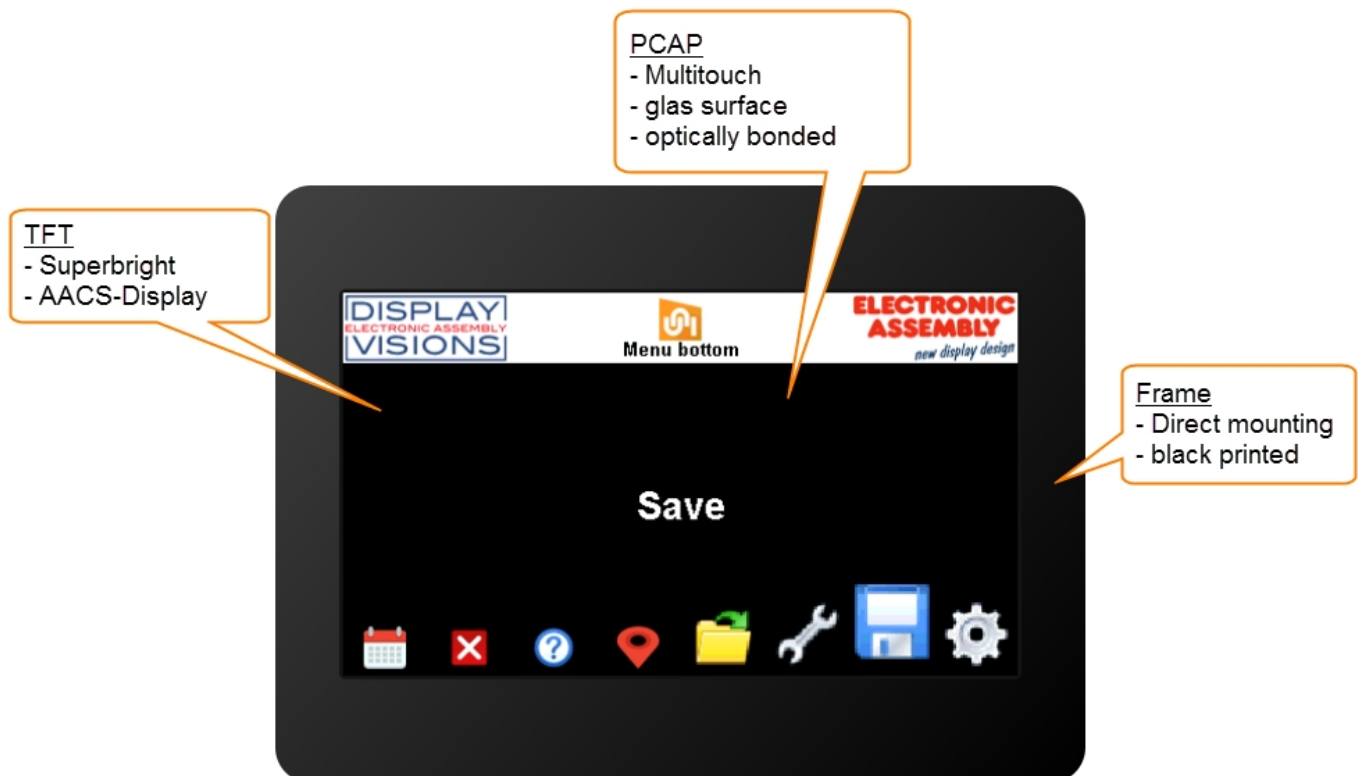 PCAP
- Multitouch
- glas surface
- optically bonded
TFT
- Superbright
- AACS-Display
DISPLAY
ELECTRONIC ASSEMBLY
VISIONS
Menu bottom
ELECTRONIC
ASSEMBLY
new display design
Frame
- Direct mounting
- black printed
Save
?